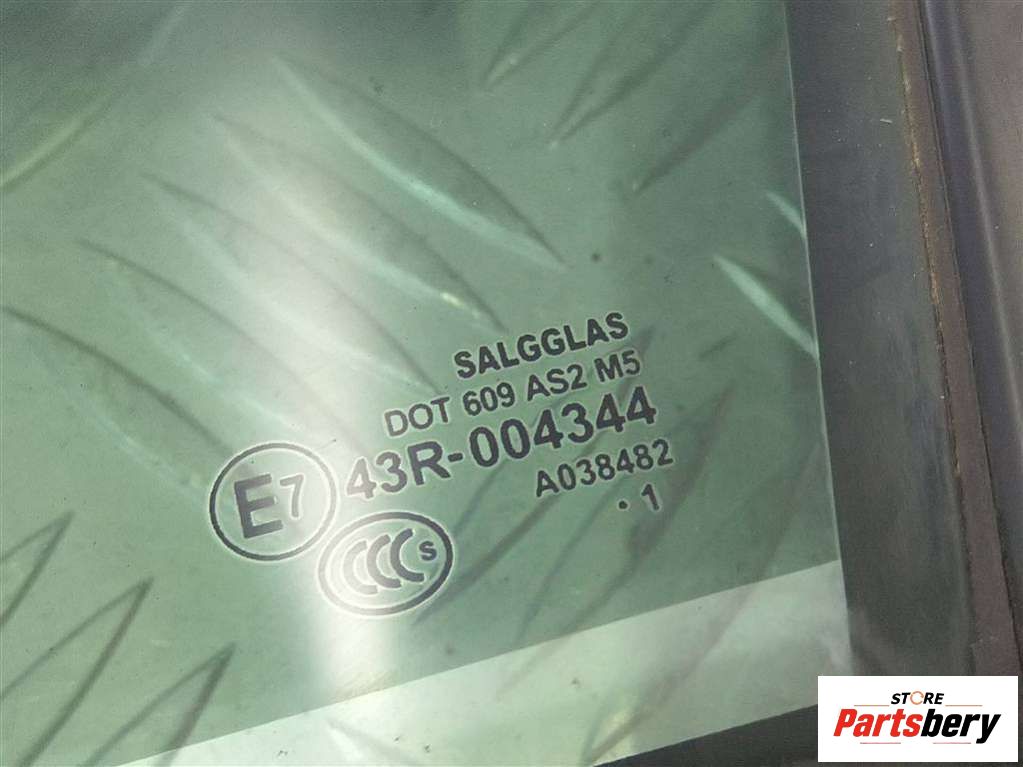 SALGGLAS
DOT 609 AS2 M5
E7 43R-004344
A038482
CCC S
. 1
STORE
Partsbery